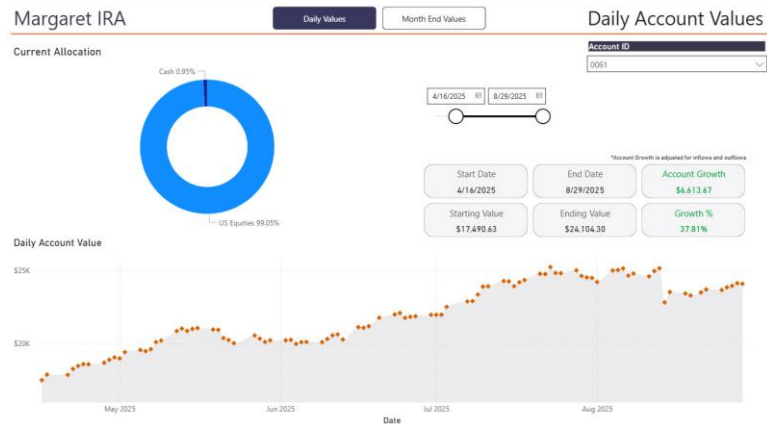 Margaret IRA
Daily Values
Month End Values
Daily Account Values
Current Allocation
Account ID
0061
Cash 0.95%
US Equities 99.05%
4/16/2025
8/29/2025
*Account Growth is adjusted for inflows and outflows
Start Date
4/16/2025
End Date
8/29/2025
Account Growth
$6,613.67
Starting Value
$17,490.63
Ending Value
$24,104.30
Growth %
37.81%
Daily Account Value
$25K
$20K
May 2025
Jun 2025
Jul 2025
Aug 2025
Date